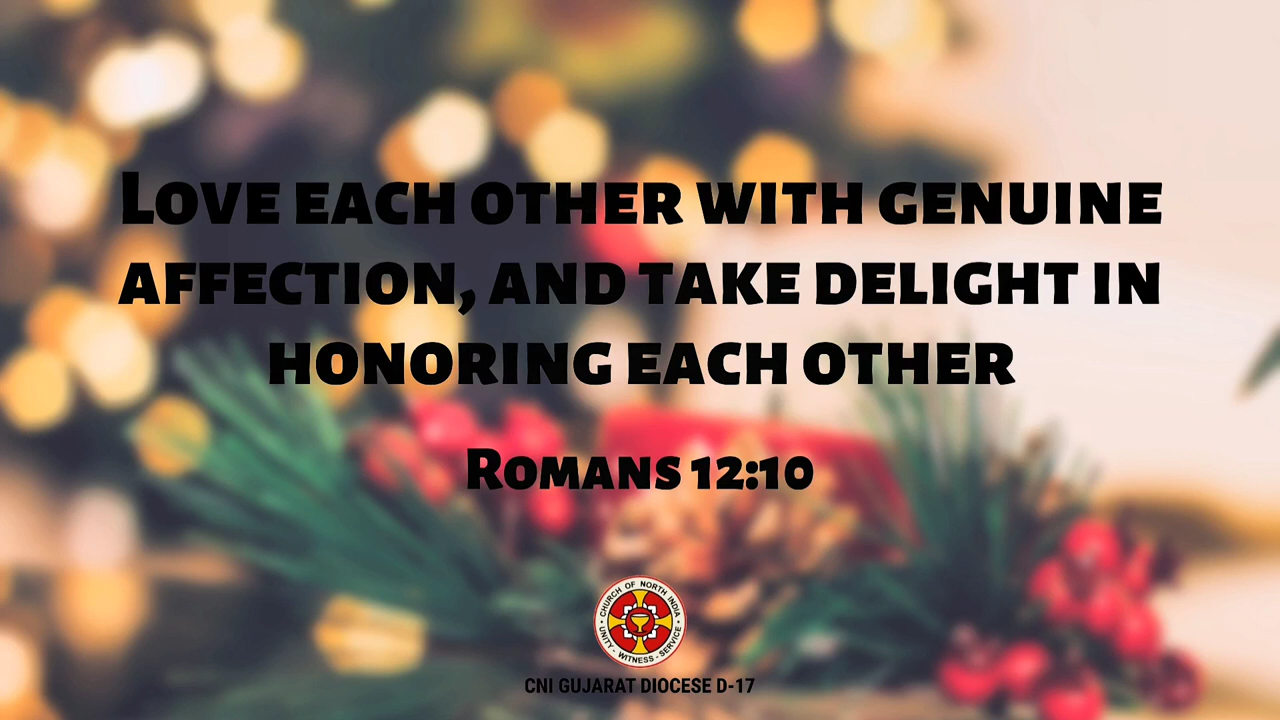 Love each other with genuine
affection, and take delight in
honoring each other
Romans 12:10
CHURCH OF NORTH INDIA
UNITY - WITNESS - SERVICE
CNI GUJARAT DIOCESE D-17